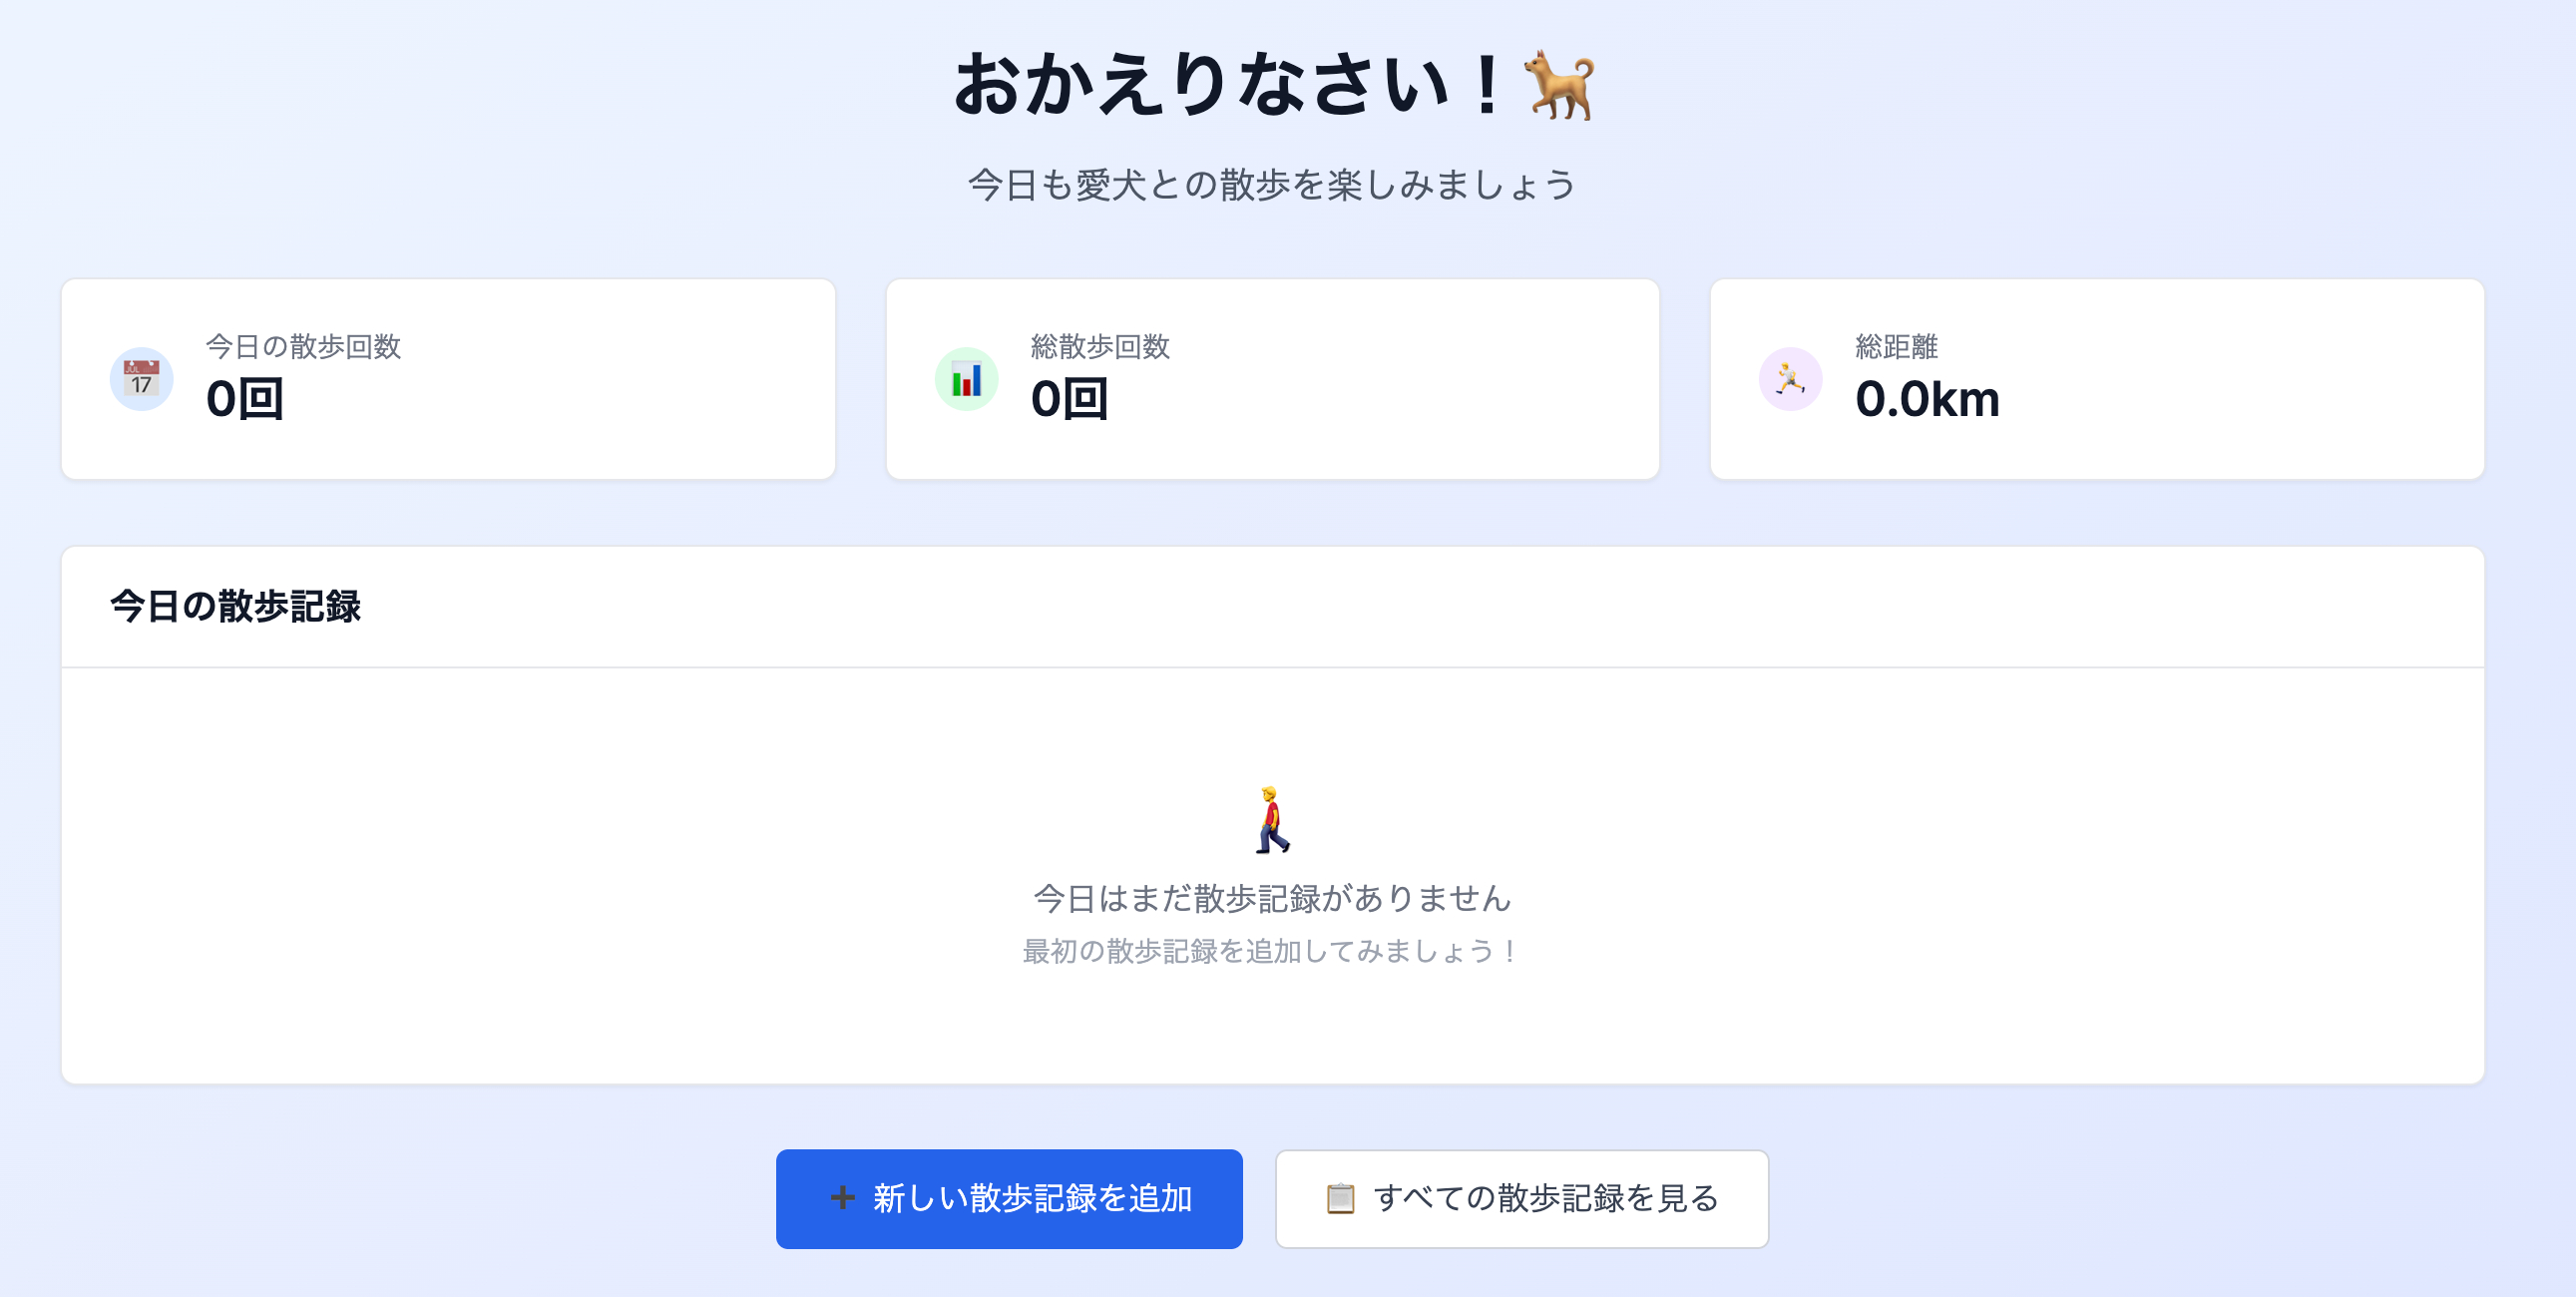 おかえりなさい！🐕
今日も愛犬との散歩を楽しみましょう
今日の散歩回数
0回
総散歩回数
0回
総距離
0.0km
今日の散歩記録
今日はまだ散歩記録がありません
最初の散歩記録を追加してみましょう！
➕ 新しい散歩記録を追加
📋 すべての散歩記録を見る